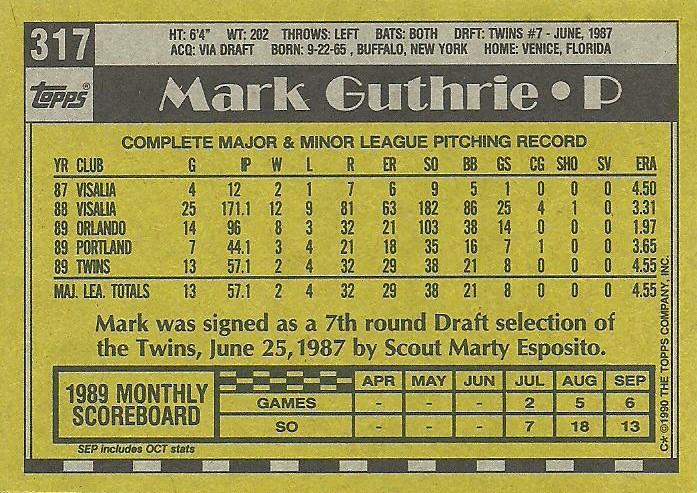 317
HT: 6'4" WT: 202 THROWS: LEFT BATS: BOTH DRFT: TWINS #7 - JUNE, 1987
ACQ: VIA DRAFT BORN: 9-22-65 , BUFFALO, NEW YORK HOME: VENICE, FLORIDA
Topps®
Mark Guthrie • P
COMPLETE MAJOR & MINOR LEAGUE PITCHING RECORD
YR CLUB G IP W L R ER SO BB GS CG SHO SV ERA
87 VISALIA 4 12 2 1 7 6 9 5 1 0 0 0 4.50
88 VISALIA 25 171.1 12 9 81 63 182 86 25 4 1 0 3.31
89 ORLANDO 14 96 8 3 32 21 103 38 14 0 0 0 1.97
89 PORTLAND 7 44.1 3 4 21 18 35 16 7 1 0 0 3.65
89 TWINS 13 57.1 2 4 32 29 38 21 8 0 0 0 4.55
MAJ. LEA. TOTALS 13 57.1 2 4 32 29 38 21 8 0 0 0 4.55
Mark was signed as a 7th round Draft selection of
the Twins, June 25, 1987 by Scout Marty Esposito.
1989 MONTHLY
SCOREBOARD
APR MAY JUN JUL AUG SEP
GAMES - - - 2 5 6
SO - - - 7 18 13
SEP includes OCT stats
C* ©1990 THE TOPPS COMPANY, INC.